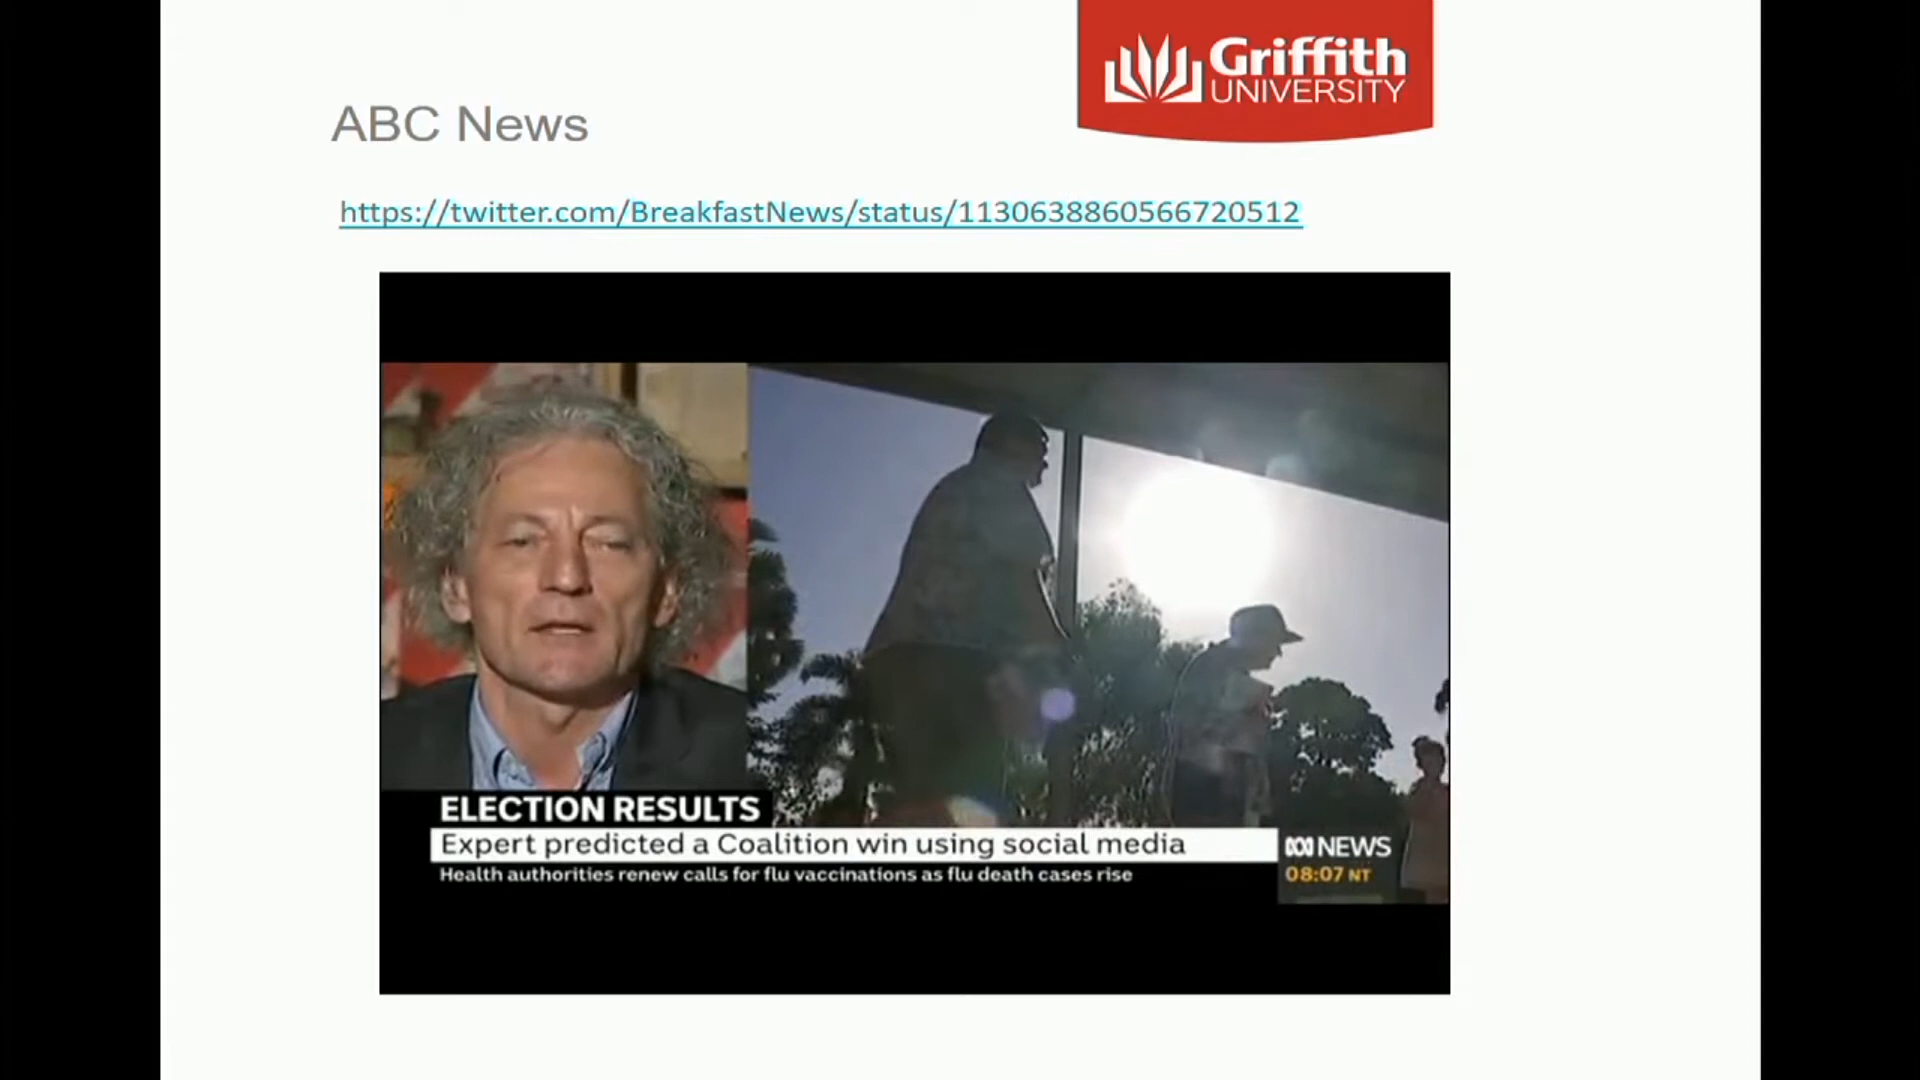 Griffith
UNIVERSITY
ABC News
https://twitter.com/BreakfastNews/status/1130638860566720512
ELECTION RESULTS
Expert predicted a Coalition win using social media
Health authorities renew calls for flu vaccinations as flu death cases rise
NEWS
08:07 NT